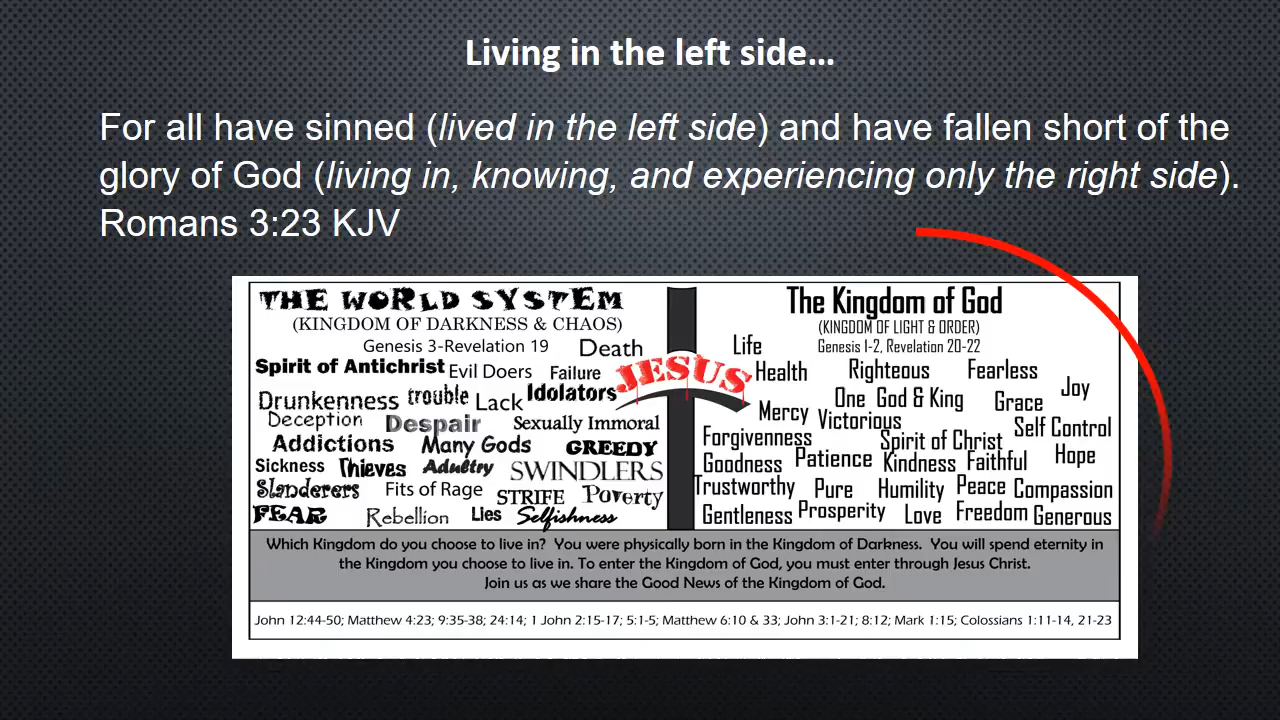 Living in the left side...
For all have sinned (lived in the left side) and have fallen short of the
glory of God (living in, knowing, and experiencing only the right side).
Romans 3:23 KJV
THE WORLD SYSTEM
(KINGDOM OF DARKNESS & CHAOS)
Genesis 3-Revelation 19
Death
Spirit of Antichrist
Evil Doers
Failure
Drunkenness
trouble
Lack
Idolators
Deception
Despair
Sexually Immoral
Addictions
Many Gods
GREEDY
Sickness
Thieves
Adultry
SWINDLERS
Slanderers
Fits of Rage
STRIFE
Poverty
FEAR
Rebellion
Lies
Selfishness
JESUS
The Kingdom of God
(KINGDOM OF LIGHT & ORDER)
Genesis 1-2, Revelation 20-22
Life
Health
Righteous
Fearless
Joy
One God & King
Grace
Mercy
Victorious
Self Control
Forgivenness
Spirit of Christ
Hope
Goodness
Patience
Kindness
Faithful
Trustworthy
Pure
Humility
Peace
Compassion
Gentleness
Prosperity
Love
Freedom
Generous
Which Kingdom do you choose to live in? You were physically born in the Kingdom of Darkness. You will spend eternity in
the Kingdom you choose to live in. To enter the Kingdom of God, you must enter through Jesus Christ.
Join us as we share the Good News of the Kingdom of God.
John 12:44-50; Matthew 4:23; 9:35-38; 24:14; 1 John 2:15-17; 5:1-5; Matthew 6:10 & 33; John 3:1-21; 8:12; Mark 1:15; Colossians 1:11-14, 21-23